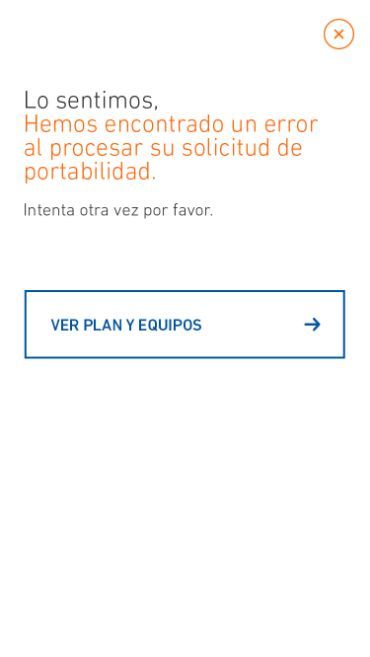 Lo sentimos,
Hemos encontrado un error
al procesar su solicitud de
portabilidad.
Intenta otra vez por favor.
VER PLAN Y EQUIPOS